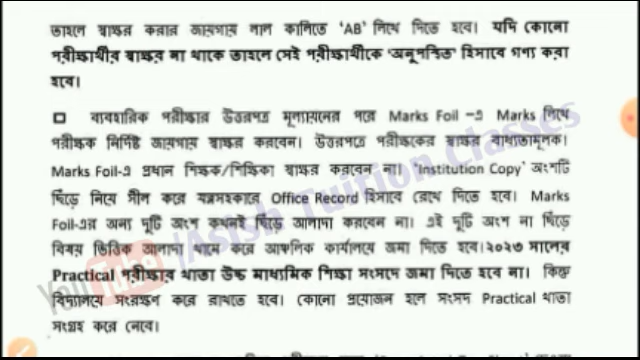 তাহলে স্বাক্ষর করার জায়গায় লাল কালিতে ‘AB’ লিখে দিতে হবে। যদি কোনো
পরীক্ষার্থীর স্বাক্ষর না থাকে তাহলে সেই পরীক্ষার্থীকে ‘অনুপস্থিত’ হিসাবে গণ্য করা
হবে।
❑ ব্যবহারিক পরীক্ষার উত্তরপত্র মূল্যায়নের পরে Marks Foil –এ Marks লিখে
পরীক্ষক নির্দিষ্ট জায়গায় স্বাক্ষর করবেন। উত্তরপত্রে পরীক্ষকের স্বাক্ষর বাধ্যতামূলক।
Marks Foil-এ প্রধান শিক্ষক/শিক্ষিকা স্বাক্ষর করবেন না। ‘Institution Copy’ অংশটি
ছিঁড়ে নিয়ে সীল করে যত্নসহকারে Office Record হিসাবে রেখে দিতে হবে। Marks
Foil-এর অন্য দুটি অংশ কখনই ছিঁড়ে আলাদা করবেন না। এই দুটি অংশ না ছিঁড়ে
বিষয় ভিত্তিক আলাদা খামে করে আঞ্চলিক কার্যালয়ে জমা দিতে হবে।২০২৩ সালের
Practical পরীক্ষার খাতা উচ্চ মাধ্যমিক শিক্ষা সংসদে জমা দিতে হবে না। কিন্তু
বিদ্যালয়ে সংরক্ষণ করে রাখতে হবে। কোনো প্রয়োজন হলে সংসদ Practical খাতা
সংগ্রহ করে নেবে।
YouTube/Asish Tuition Classes